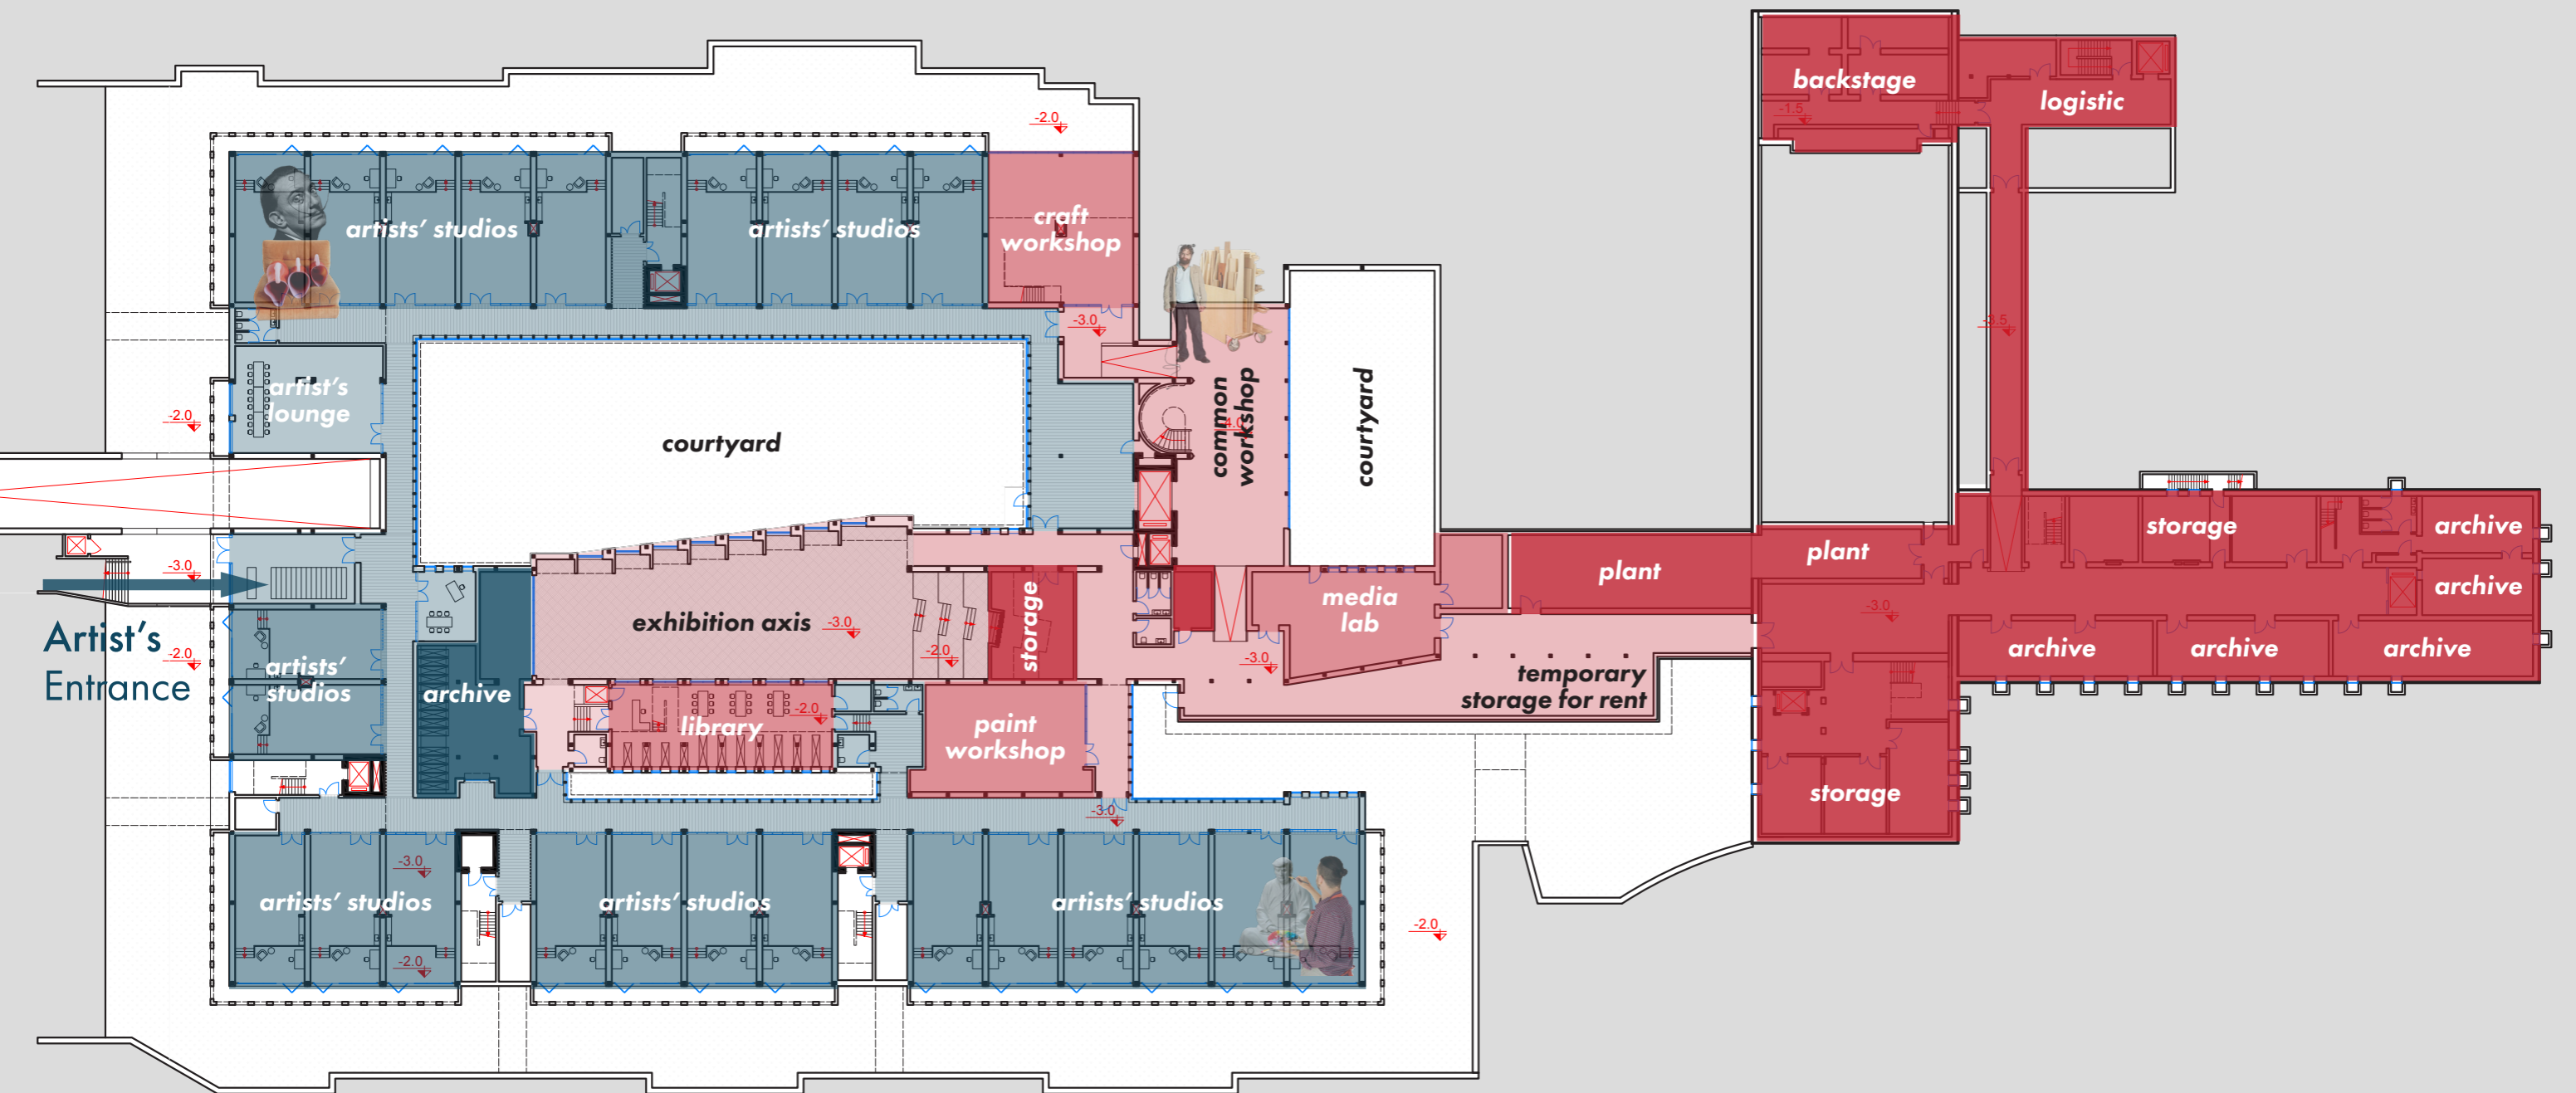 backstage
logistic
-1.5
-2.0
artists' studios
artists' studios
craft
workshop
-3.0
-3.5
artist's
lounge
-2.0
courtyard
common
workshop
-4.0
courtyard
storage
archive
plant
plant
-3.0
archive
media
lab
exhibition axis
-3.0
storage
-2.0
-3.0
-3.0
archive
archive
archive
Artist's
Entrance
-2.0
artists'
studios
archive
library
-2.0
paint
workshop
temporary
storage for rent
storage
-3.0
-3.0
artists' studios
-2.0
artists' studios
artists' studios
-2.0